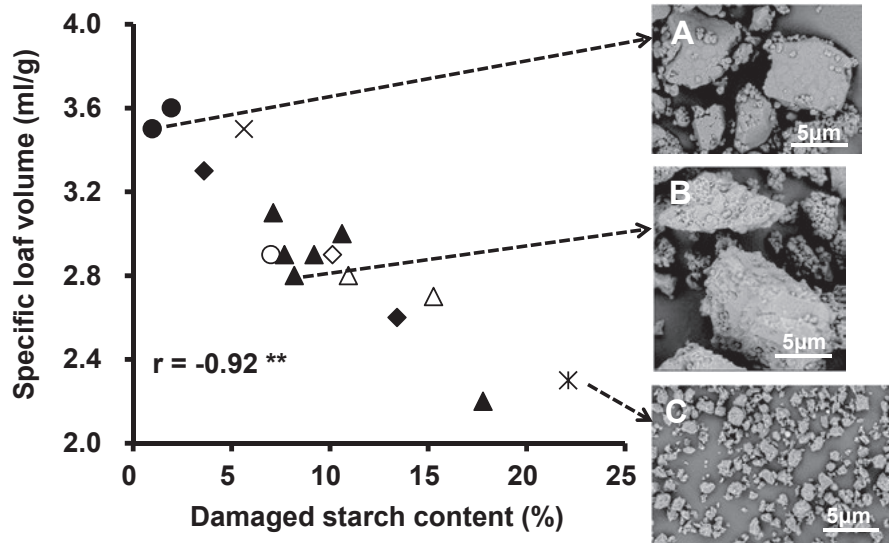 Specific loaf volume (ml/g)
4.0
3.6
3.2
2.8
2.4
2.0
r = -0.92 **
0
5
10
15
20
25
Damaged starch content (%)
A
5μm
B
5μm
C
5μm